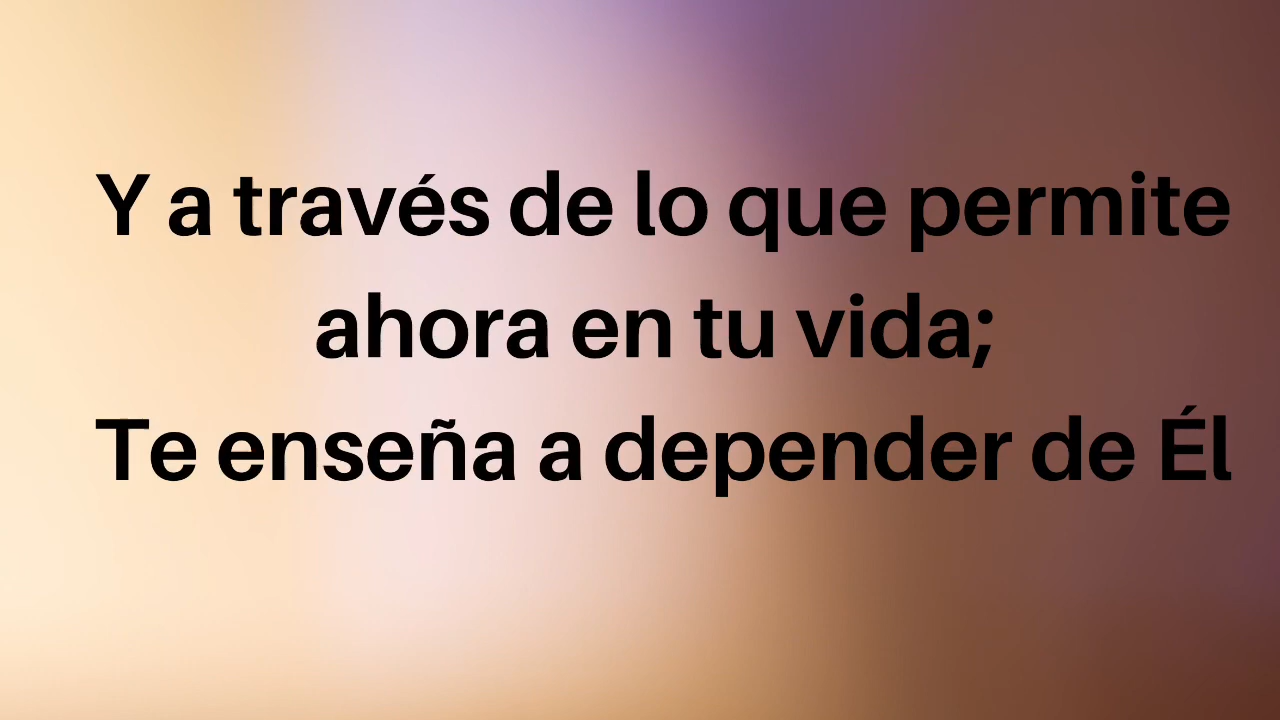 Y a través de lo que permite
ahora en tu vida;
Te enseña a depender de Él